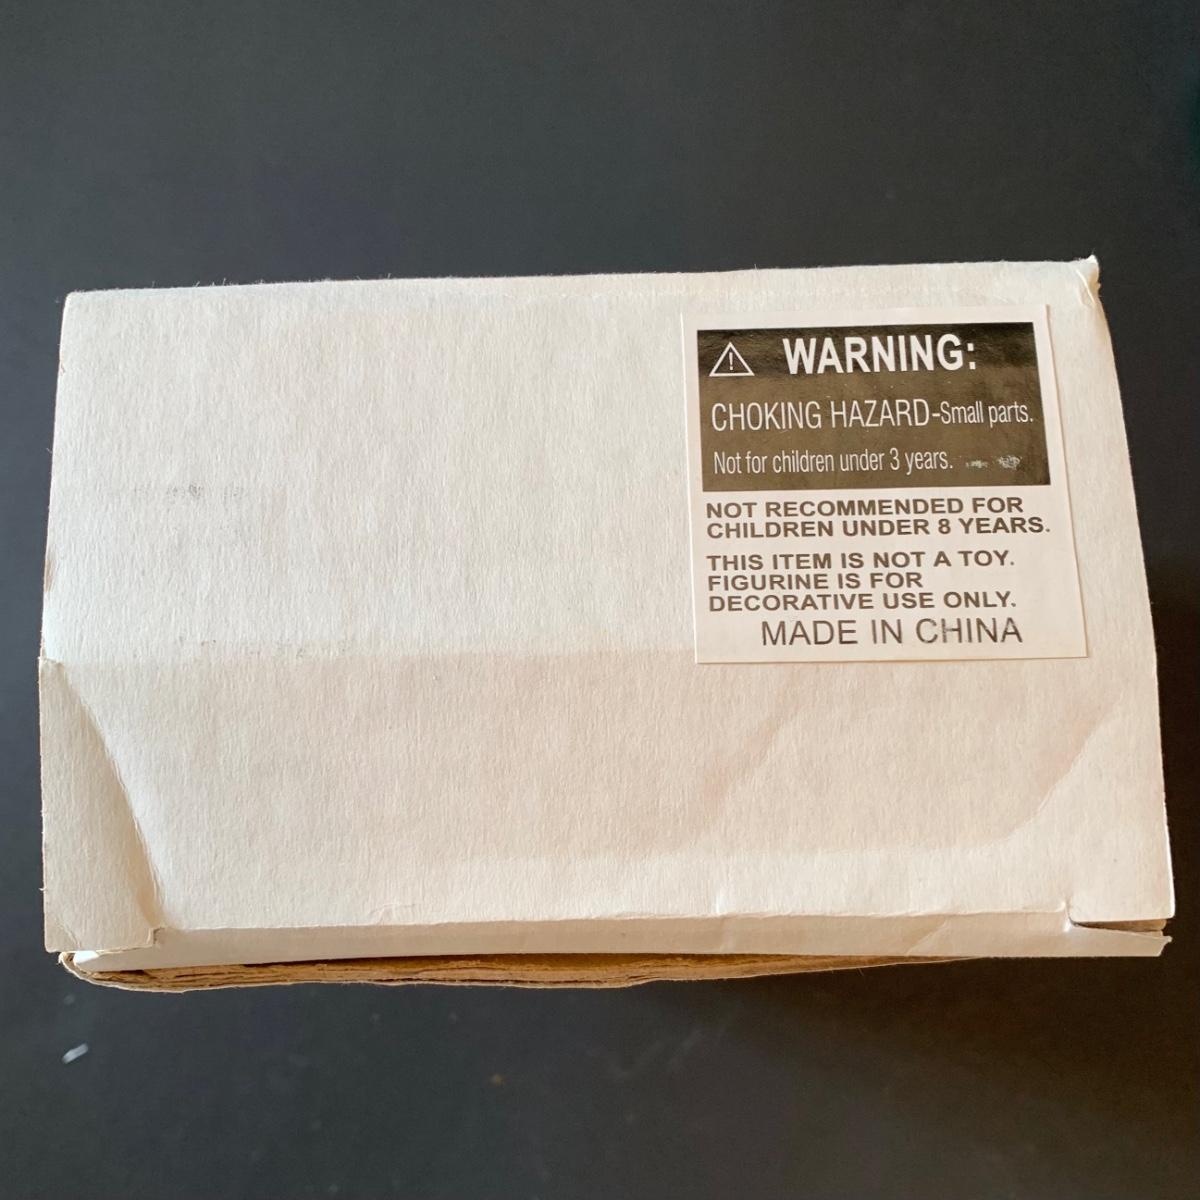 WARNING:
CHOKING HAZARD-Small parts.
Not for children under 3 years.
NOT RECOMMENDED FOR
CHILDREN UNDER 8 YEARS.
THIS ITEM IS NOT A TOY.
FIGURINE IS FOR
DECORATIVE USE ONLY.
MADE IN CHINA